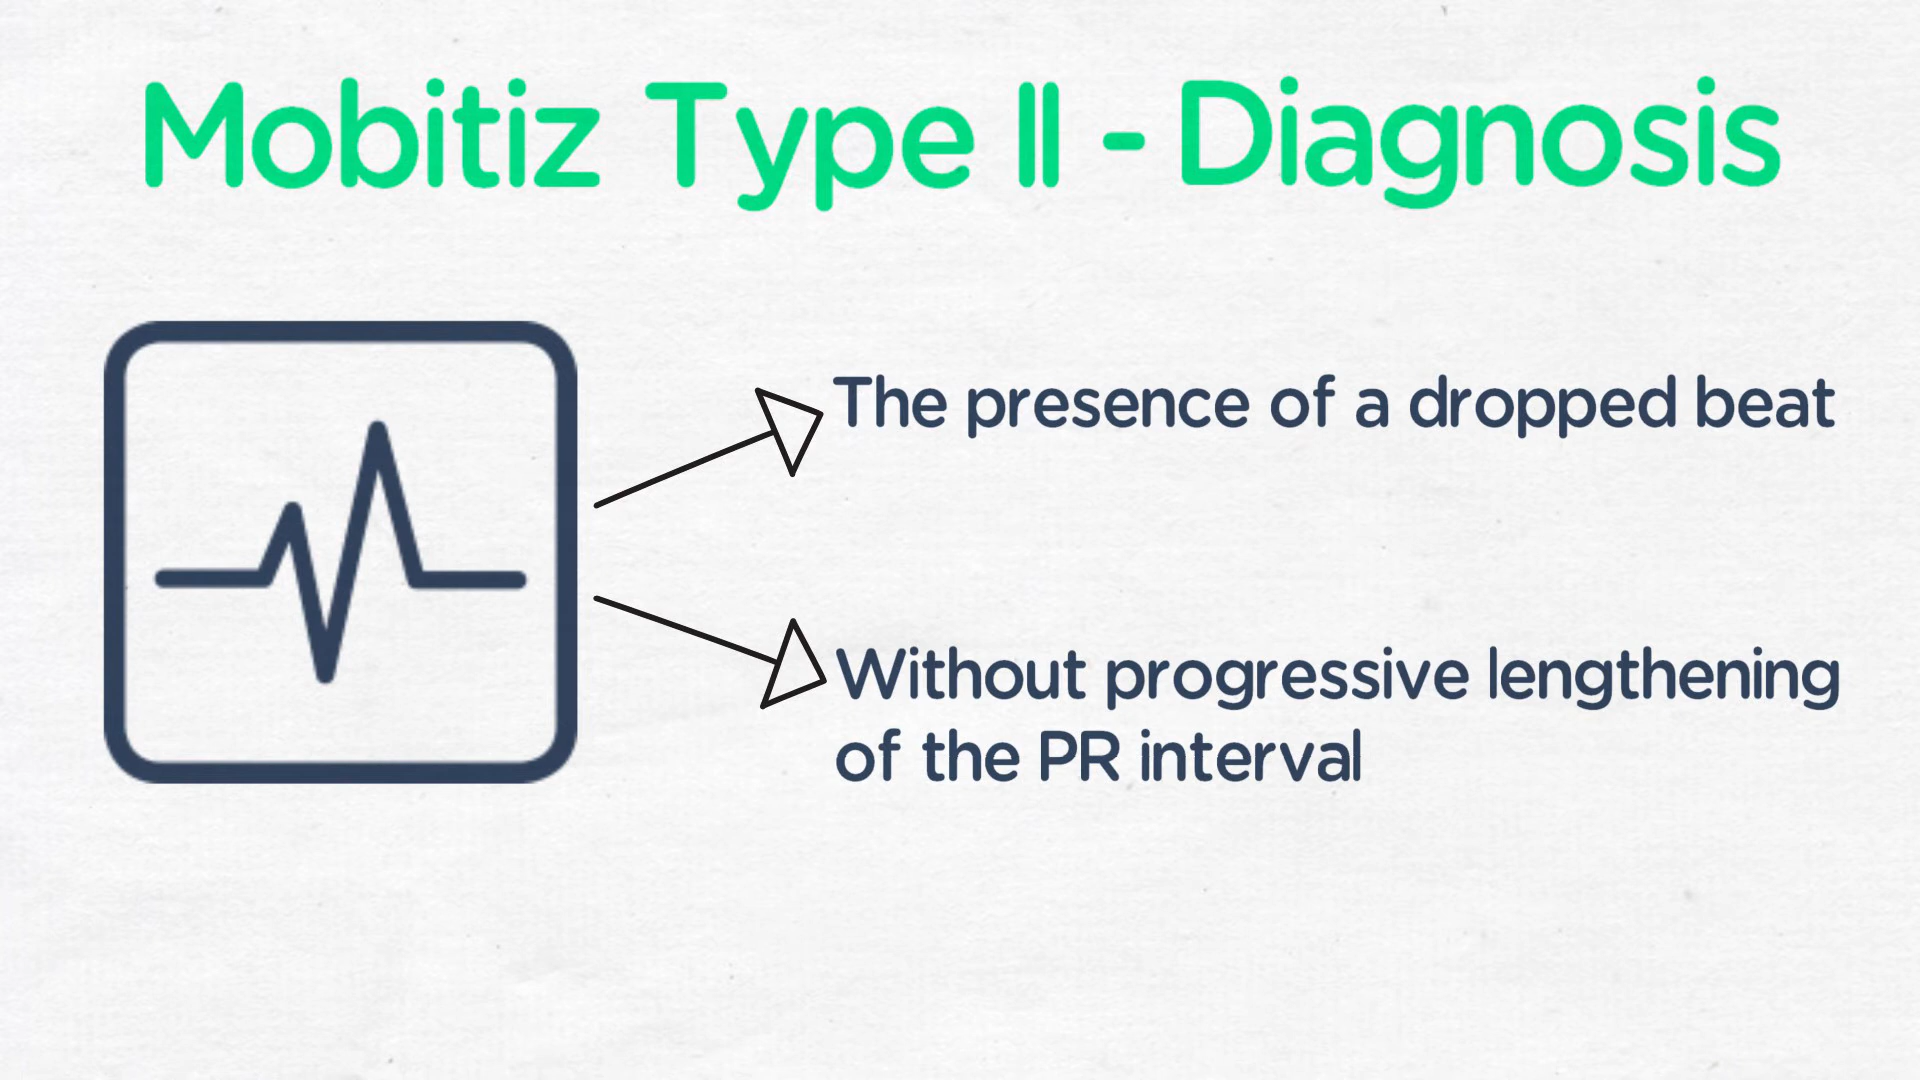 Mobitiz Type II - Diagnosis
The presence of a dropped beat
Without progressive lengthening
of the PR interval